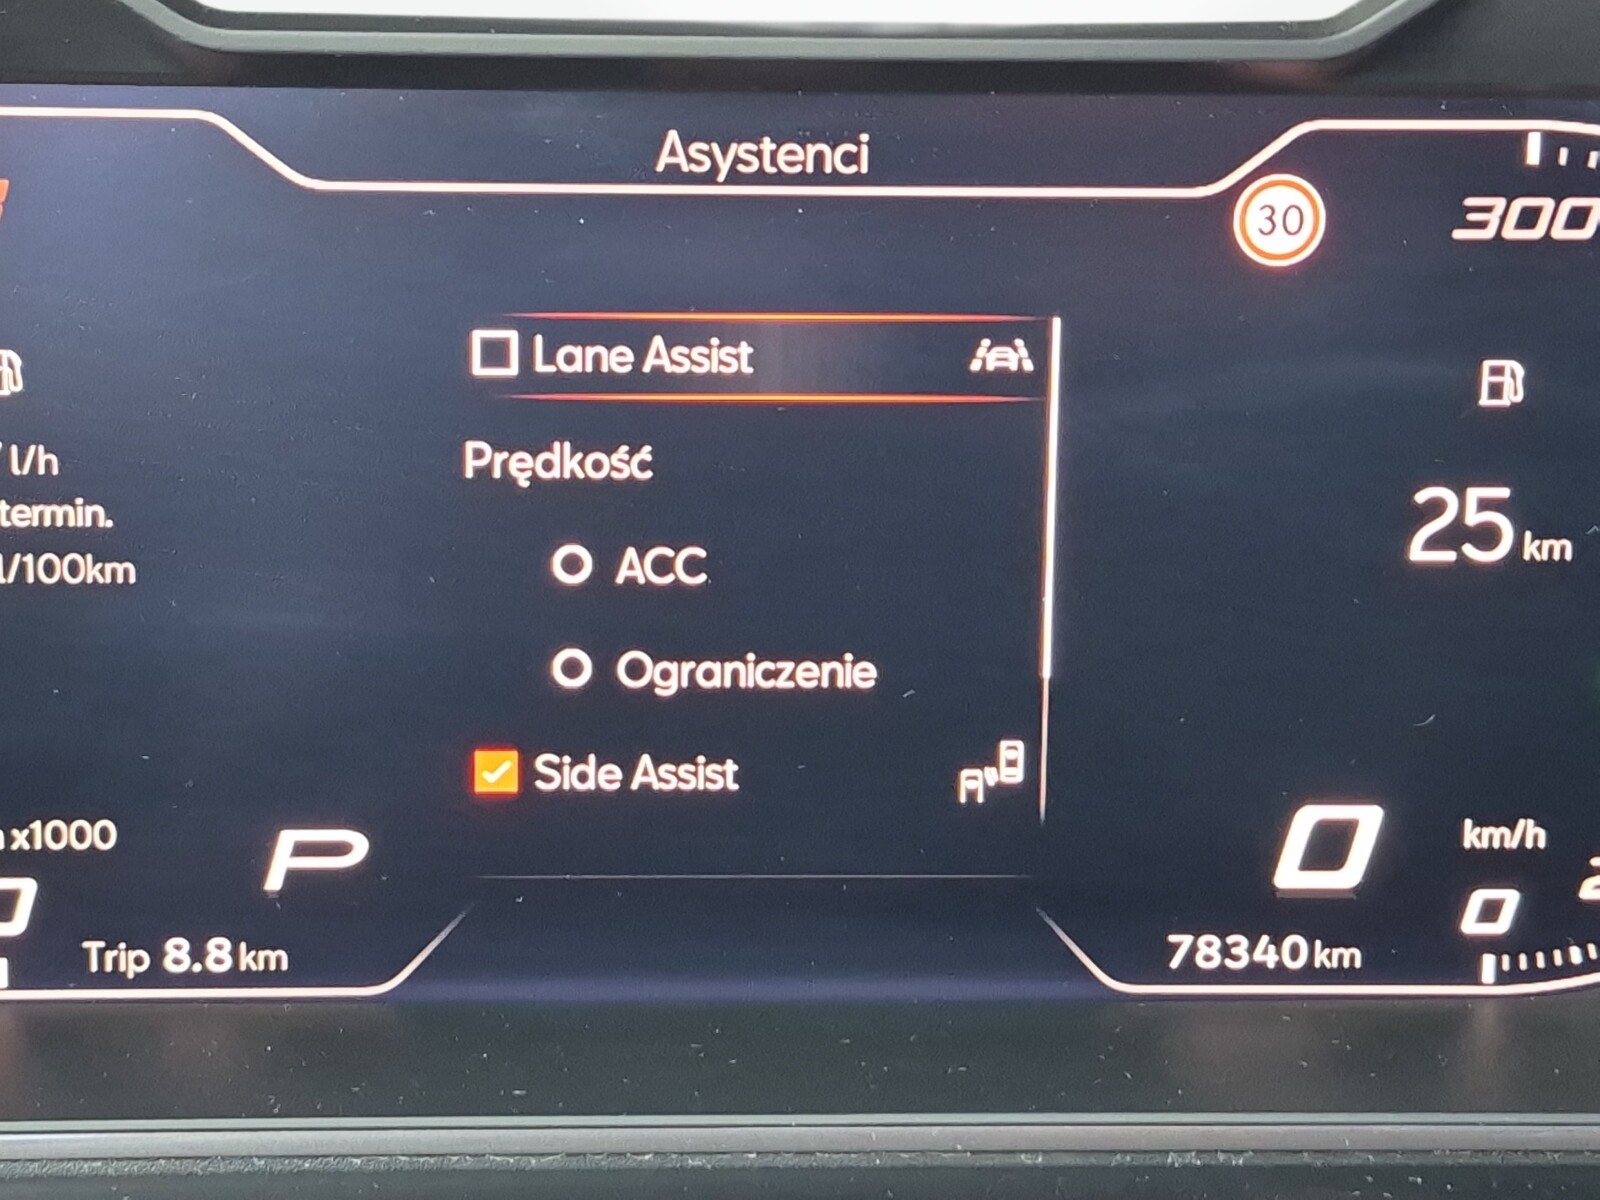 Asystenci
30
300
Lane Assist
Prędkość
l/h
25 km
termin.
l/100km
ACC
Ograniczenie
Side Assist
x1000
P
0
km/h
0
Trip 8.8 km
78340 km